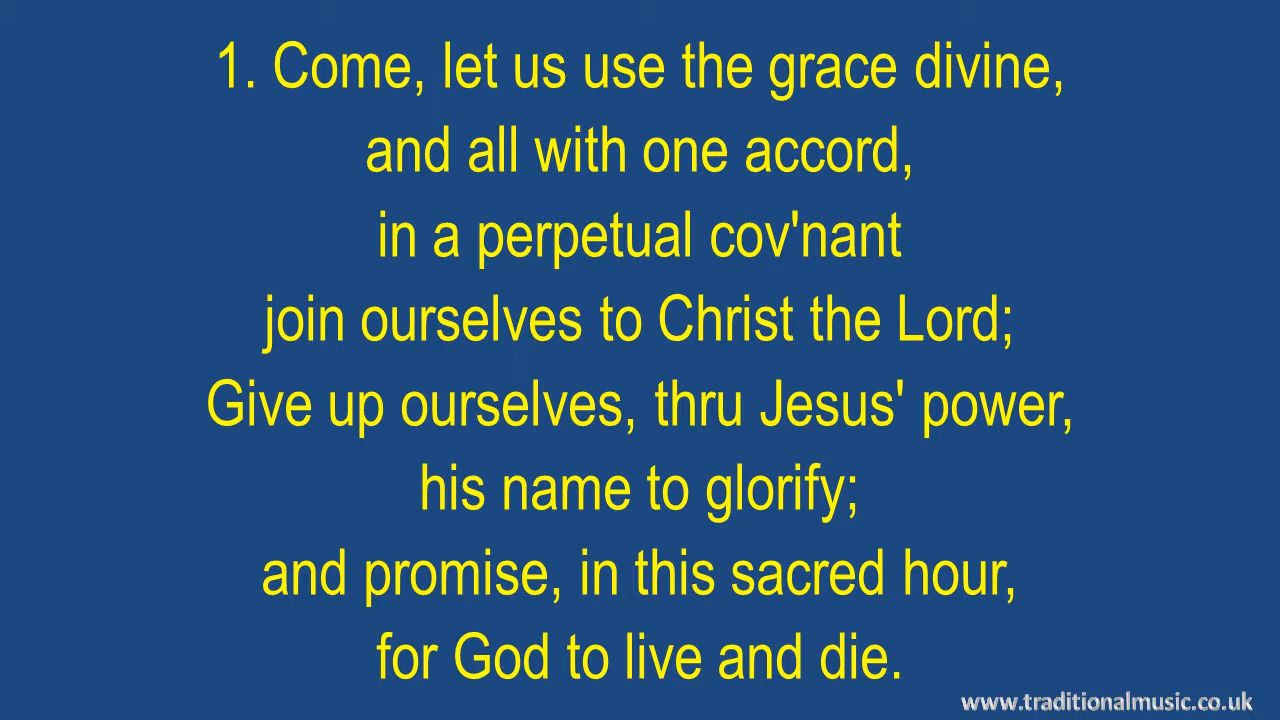 1. Come, let us use the grace divine,
and all with one accord,
in a perpetual cov'nant
join ourselves to Christ the Lord;
Give up ourselves, thru Jesus' power,
his name to glorify;
and promise, in this sacred hour,
for God to live and die.
www.traditionalmusic.co.uk